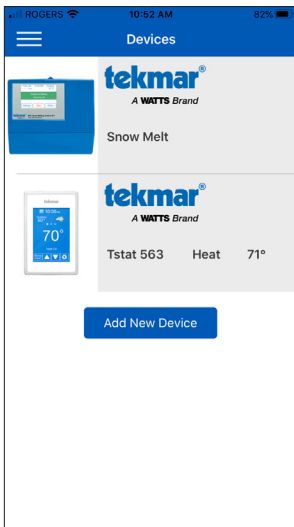 ROGERS 10:52 AM 82%
Devices
tekmar®
A WATTS Brand
Snow Melt
tekmar
tekmar®
A WATTS Brand
70°
Tstat 563 Heat 71°
Add New Device